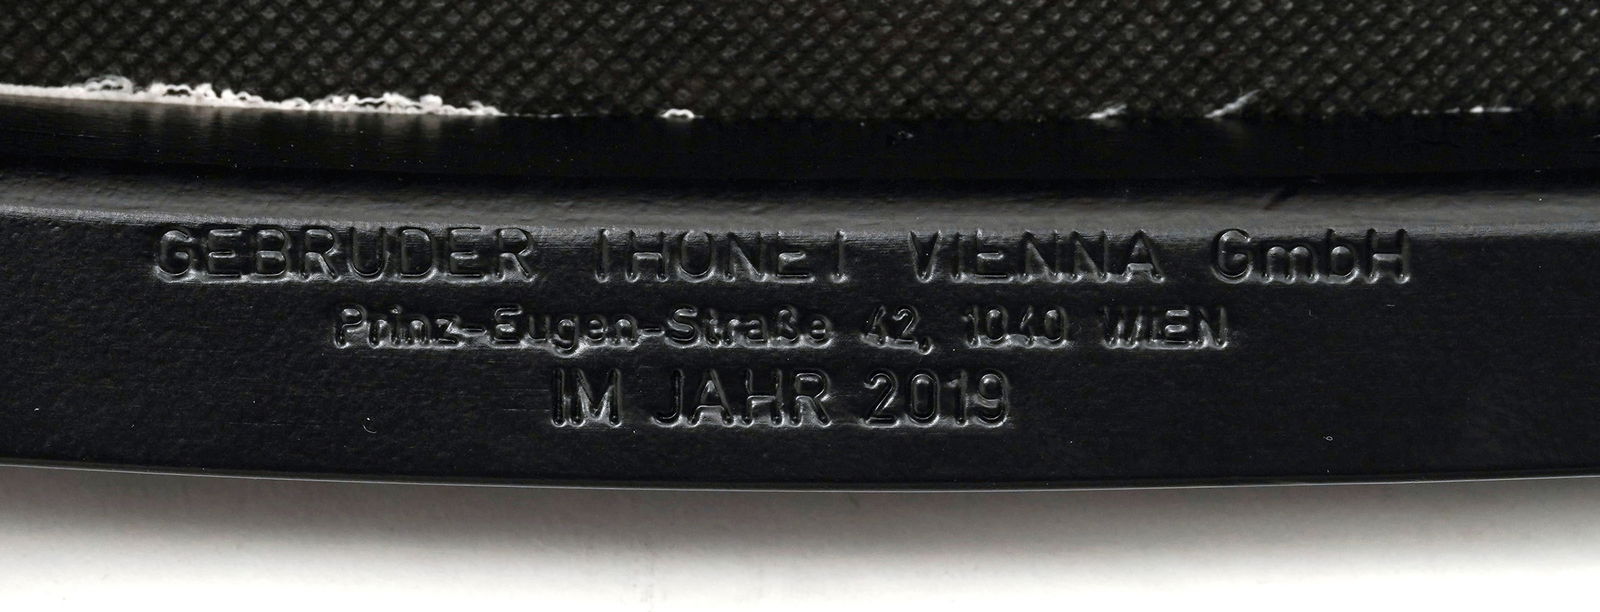 GEBRUDER THONET VIENNA GmbH
Prinz-Eugen-Straße 42, 1040 WIEN
IM JAHR 2019